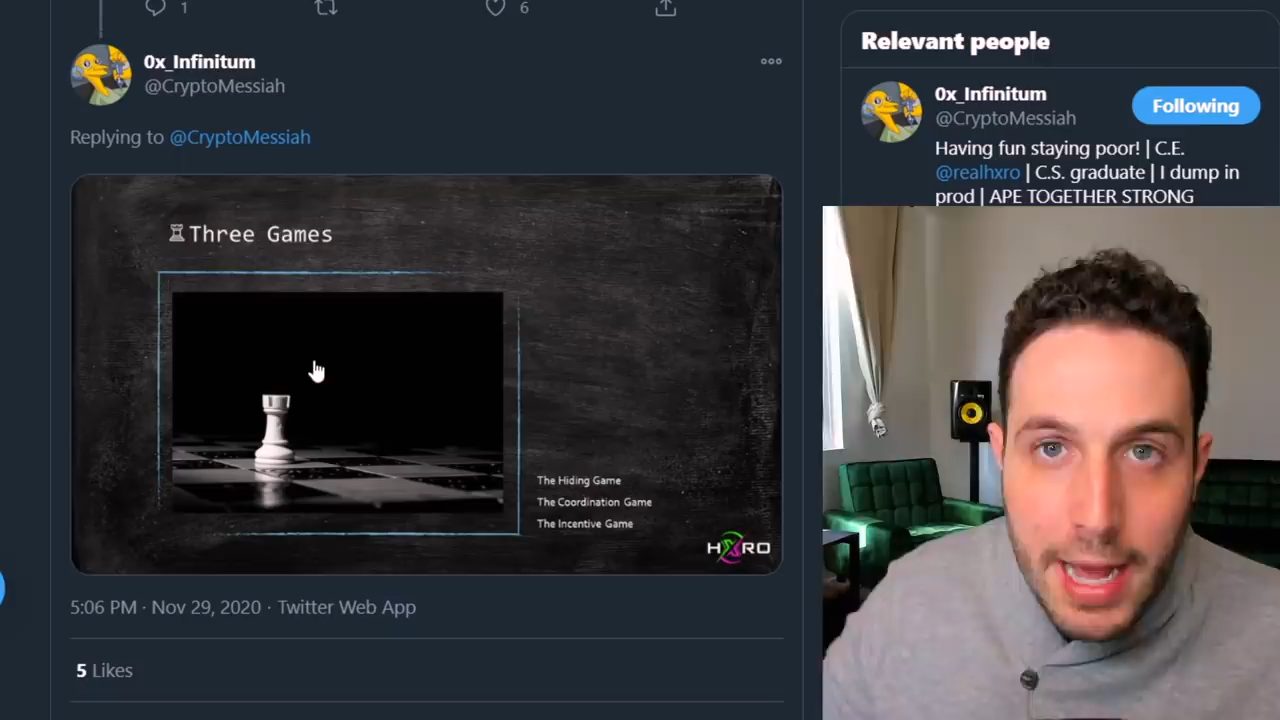 1
6
0x_Infinitum
@CryptoMessiah
Replying to @CryptoMessiah
Three Games
The Hiding Game
The Coordination Game
The Incentive Game
HXRO
5:06 PM · Nov 29, 2020 · Twitter Web App
5 Likes
Relevant people
0x_Infinitum
@CryptoMessiah
Following
Having fun staying poor! | C.E.
@realhxro | C.S. graduate | I dump in
prod | APE TOGETHER STRONG